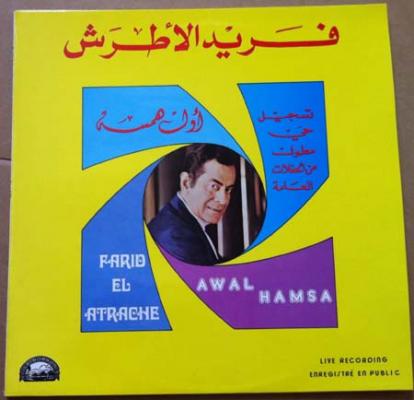 فريد الأطرش
أول همسة
تسجيل
حي
مطول
من الحفلات
العامة
FARID
EL
ATRACHE
AWAL
HAMSA
LIVE RECORDING
ENREGISTRÉ EN PUBLIC